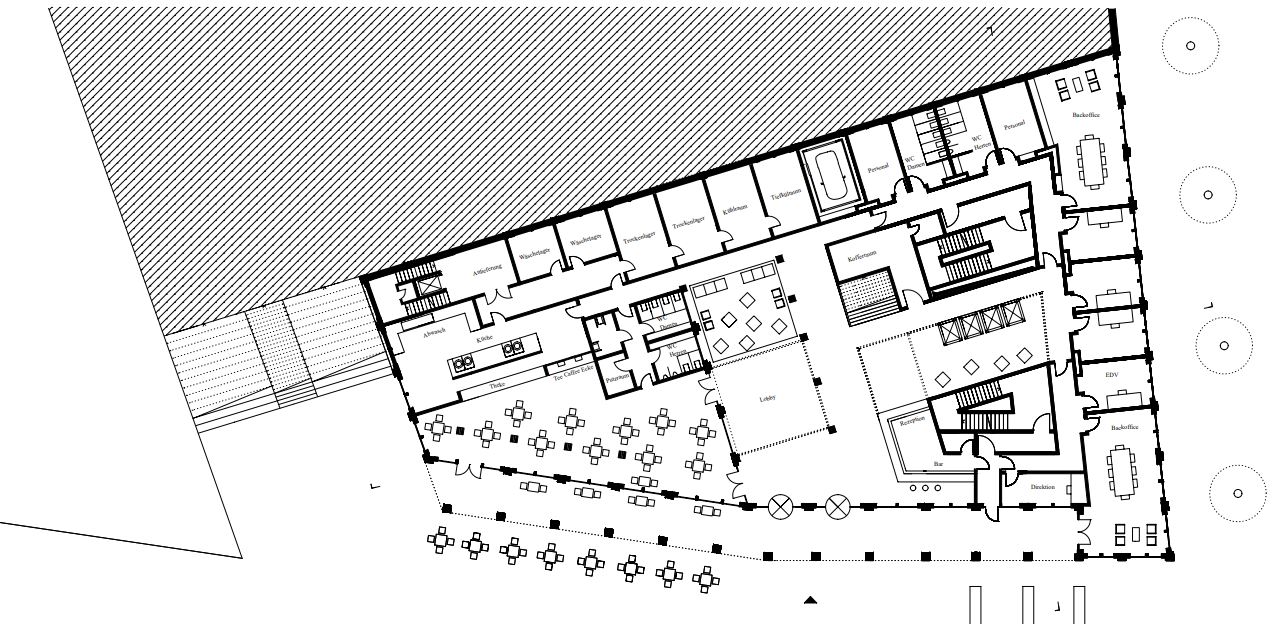 Backoffice
Personal
WC
Herren
WC
Damen
Personal
Tiefkühlraum
Kühlraum
Trockenlager
Trockenlager
Wäschelager
Wäschelager
Anlieferung
Kofferraum
Abwasch
Küche
WC
Damen
WC
Herren
Putzraum
Theke
Tee Coffee Ecke
Lobby
Reception
Bar
Direktion
EDV
Backoffice